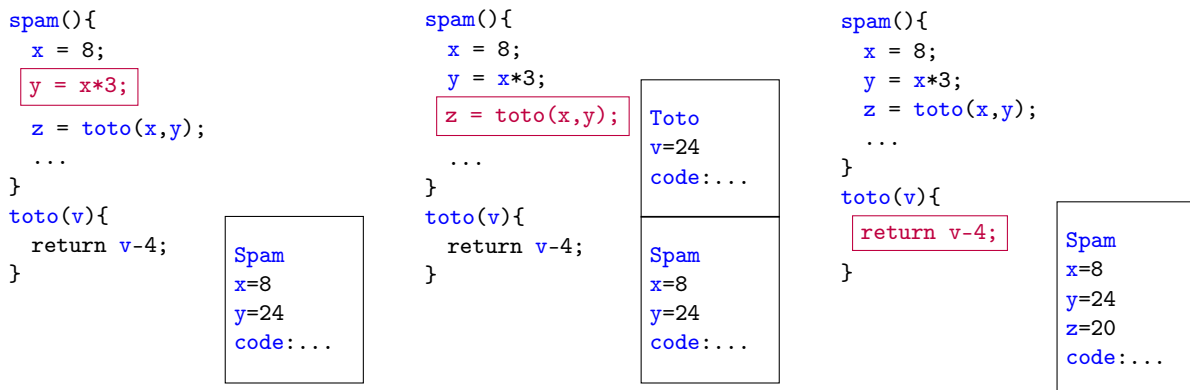 spam(){
x = 8;
y = x*3;
z = toto(x,y);
...
}
toto(v){
return v-4;
}
Spam
x=8
y=24
code:...
spam(){
x = 8;
y = x*3;
z = toto(x,y);
...
}
toto(v){
return v-4;
}
Toto
v=24
code:...
Spam
x=8
y=24
code:...
spam(){
x = 8;
y = x*3;
z = toto(x,y);
...
}
toto(v){
return v-4;
}
Spam
x=8
y=24
z=20
code:...